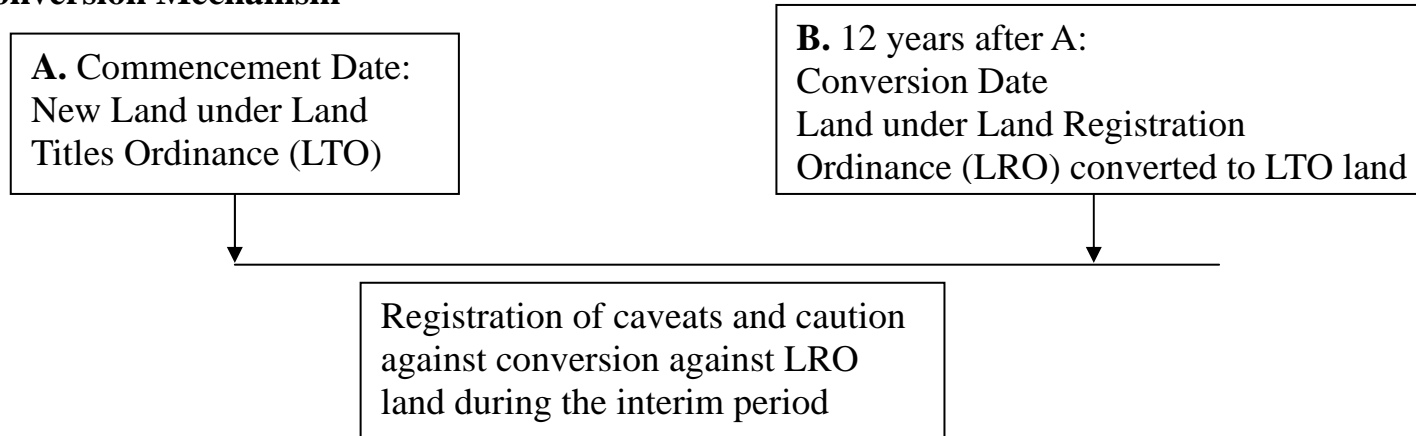 A. Commencement Date:
New Land under Land
Titles Ordinance (LTO)
B. 12 years after A:
Conversion Date
Land under Land Registration
Ordinance (LRO) converted to LTO land
Registration of caveats and caution
against conversion against LRO
land during the interim period